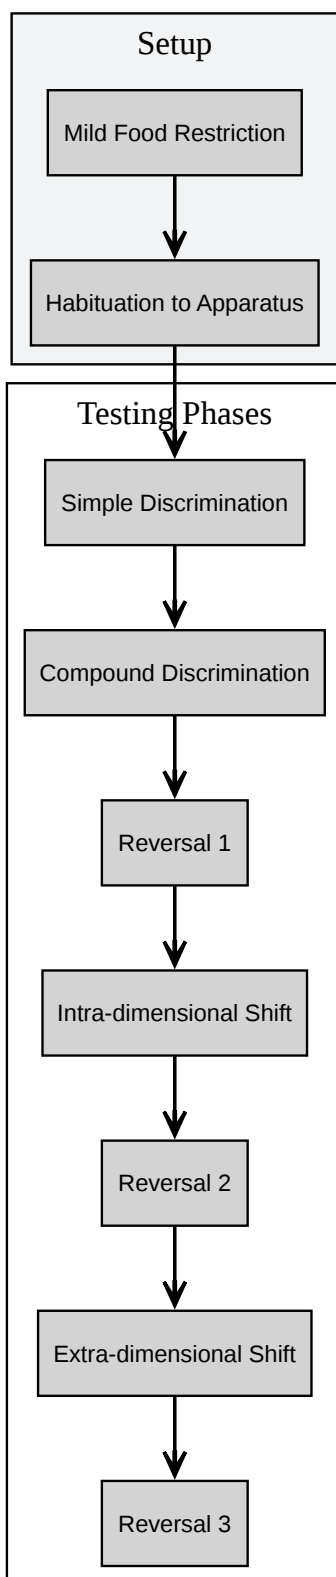 Setup
Mild Food Restriction
Habituation to Apparatus
Testing Phases
Simple Discrimination
Compound Discrimination
Reversal 1
Intra-dimensional Shift
Reversal 2
Extra-dimensional Shift
Reversal 3